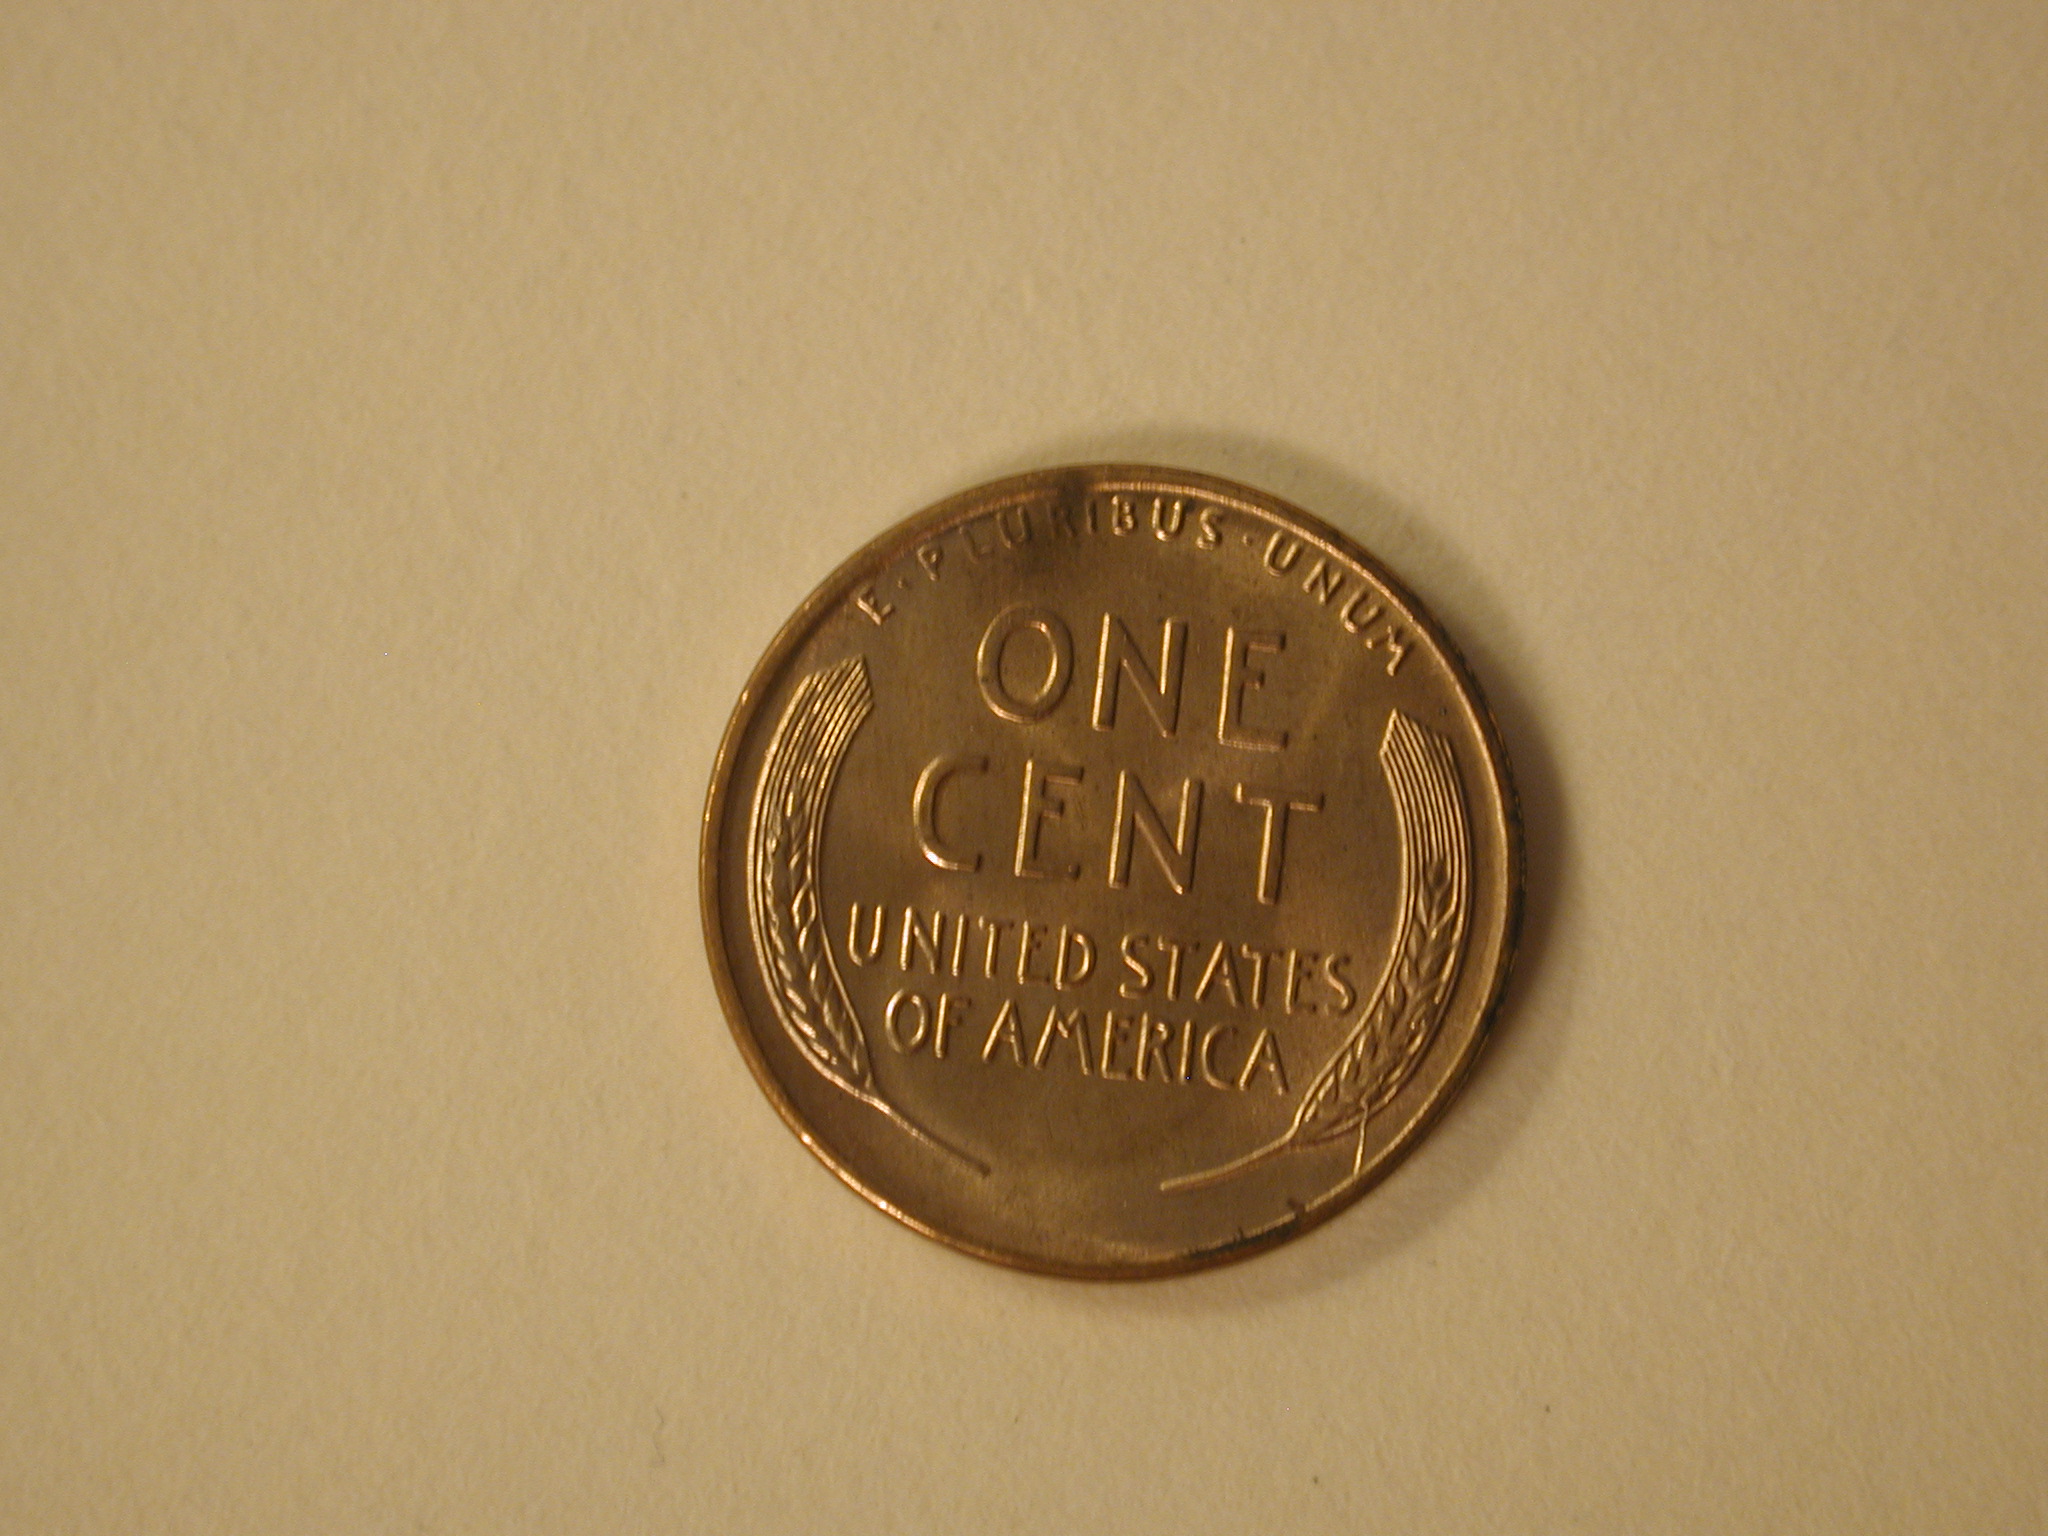 E·PLURIBUS·UNUM
ONE
CENT
UNITED STATES
OF AMERICA